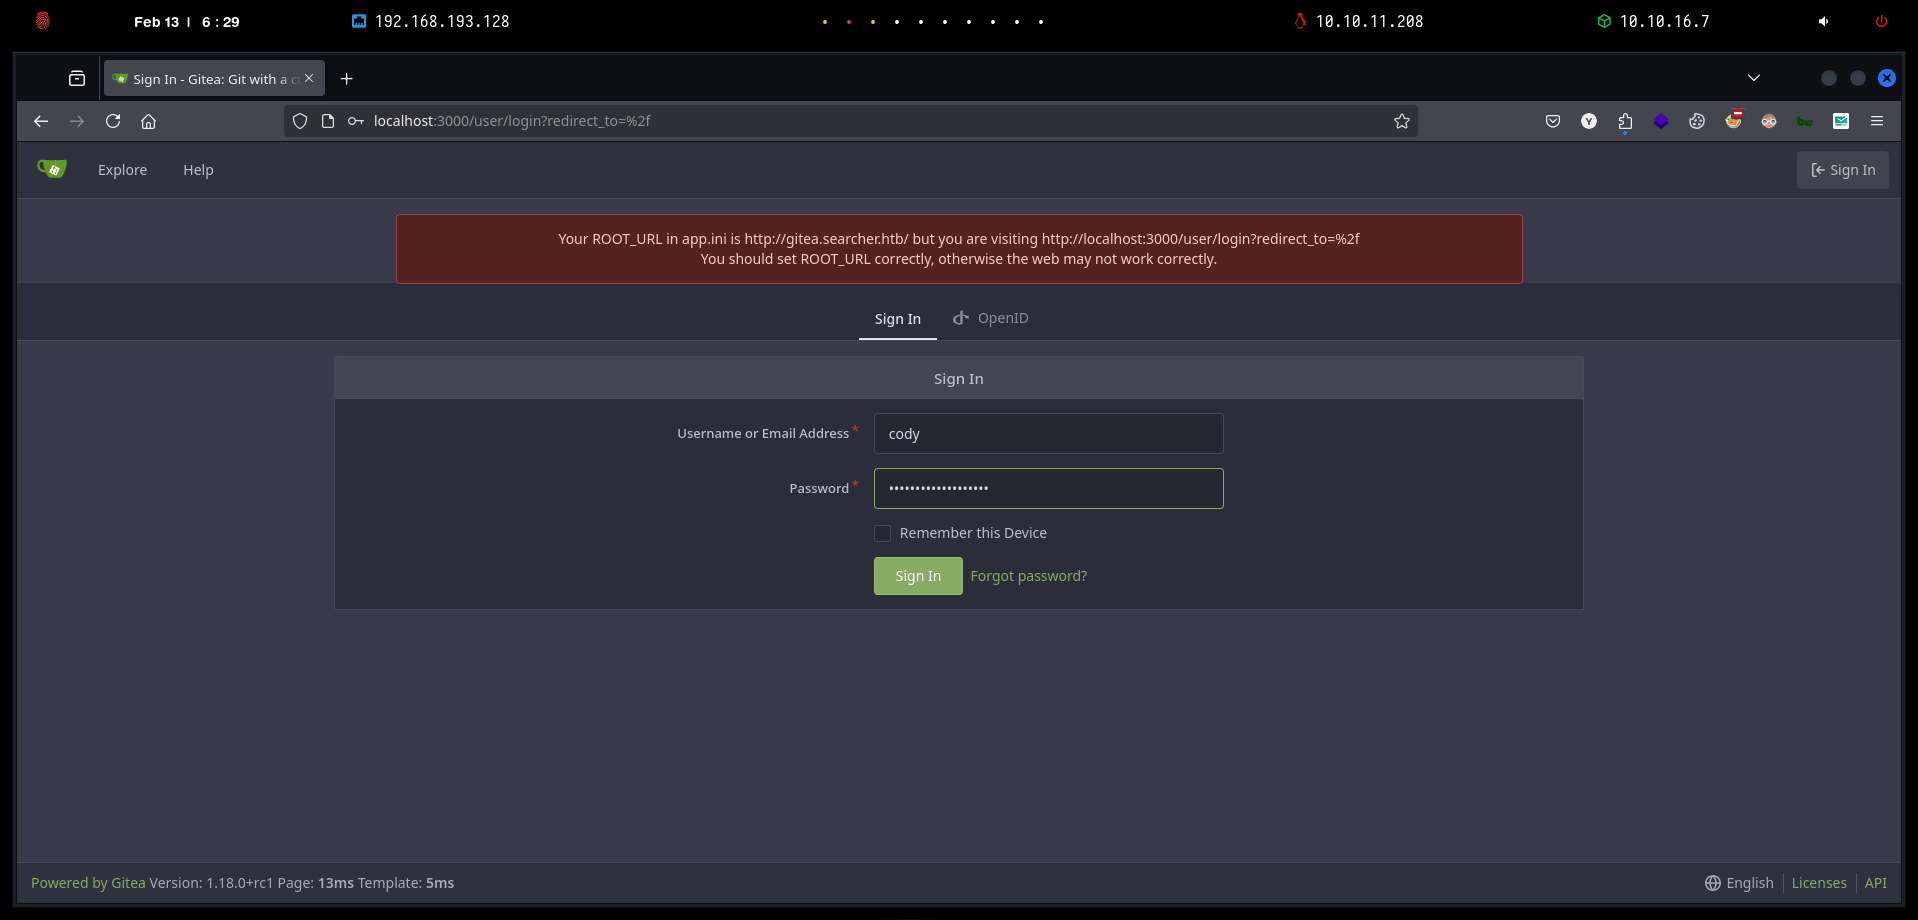 Feb 13 | 6 : 29 192.168.193.128 10.10.11.208 10.10.16.7
Sign In - Gitea: Git with a c
localhost:3000/user/login?redirect_to=%2f
Explore Help Sign In
Your ROOT_URL in app.ini is http://gitea.searcher.htb/ but you are visiting http://localhost:3000/user/login?redirect_to=%2f
You should set ROOT_URL correctly, otherwise the web may not work correctly.
Sign In OpenID
Sign In
Username or Email Address * cody
Password * •••••••••••••••••••
Remember this Device
Sign In Forgot password?
Powered by Gitea Version: 1.18.0+rc1 Page: 13ms Template: 5ms English Licenses API